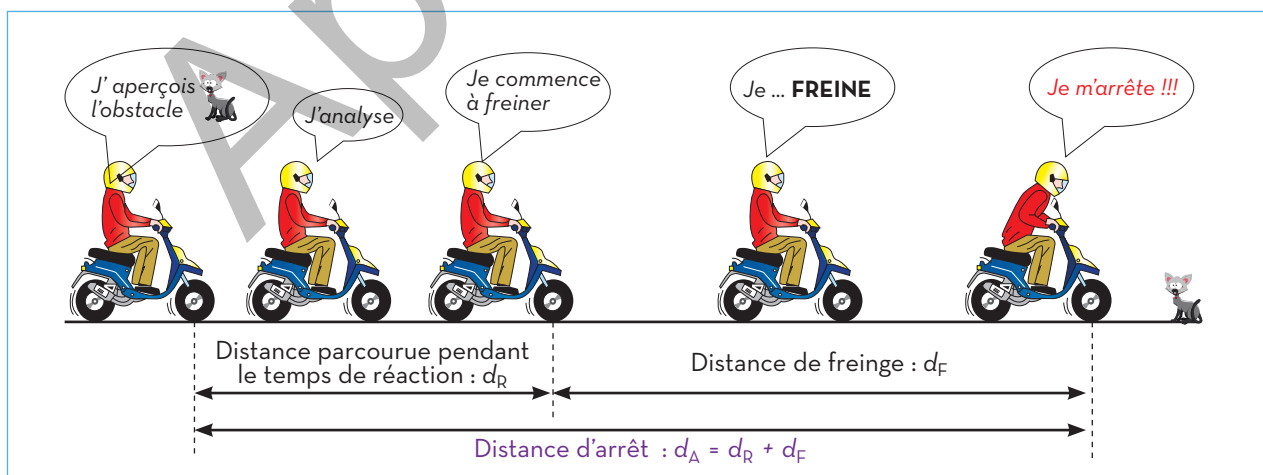 Ap
J' aperçois
l'obstacle
J'analyse
Je commence
à freiner
Je ... FREINE
Je m'arrête !!!
Distance parcourue pendant
le temps de réaction : dR
Distance de freinge : dF
Distance d'arrêt : dA = dR + dF